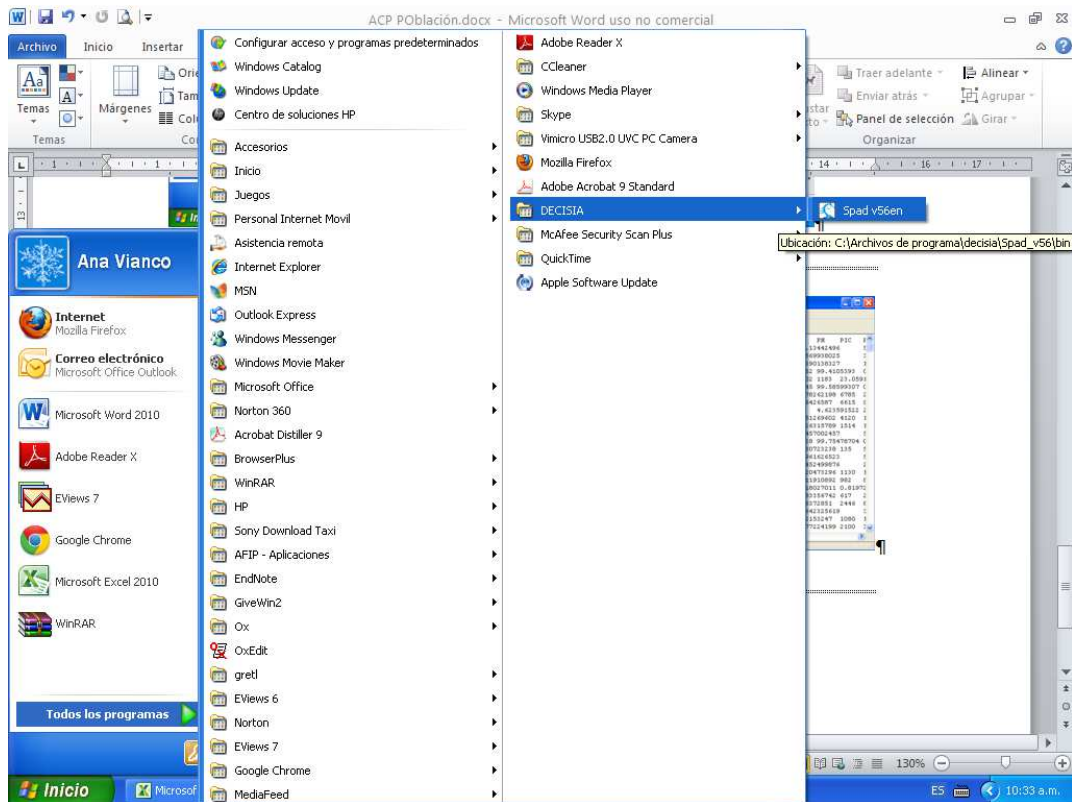 ACP POblación.docx - Microsoft Word uso no comercial
Archivo
Inicio
Insertar
Temas
Márgenes
Temas
Traer adelante
Enviar atrás
Panel de selección
Alinear
Agrupar
Girar
Organizar
Ana Vianco
Internet
Mozilla Firefox
Correo electrónico
Microsoft Office Outlook
Microsoft Word 2010
Adobe Reader X
EViews 7
Google Chrome
Microsoft Excel 2010
WinRAR
Todos los programas
Configurar acceso y programas predeterminados
Windows Catalog
Windows Update
Centro de soluciones HP
Accesorios
Inicio
Juegos
Personal Internet Movil
Asistencia remota
Internet Explorer
MSN
Outlook Express
Windows Messenger
Windows Movie Maker
Microsoft Office
Norton 360
Acrobat Distiller 9
BrowserPlus
WinRAR
HP
Sony Download Taxi
AFIP - Aplicaciones
EndNote
GiveWin2
Ox
OxEdit
gretl
EViews 6
Norton
EViews 7
Google Chrome
MediaFeed
Adobe Reader X
CCleaner
Windows Media Player
Skype
Vimicro USB2.0 UVC PC Camera
Mozilla Firefox
Adobe Acrobat 9 Standard
DECISIA
McAfee Security Scan Plus
QuickTime
Apple Software Update
Spad v56en
Ubicación: C:\Archivos de programa\decisia\Spad_v56\bin
130%
Inicio
Microsof
ES
10:33 a.m.